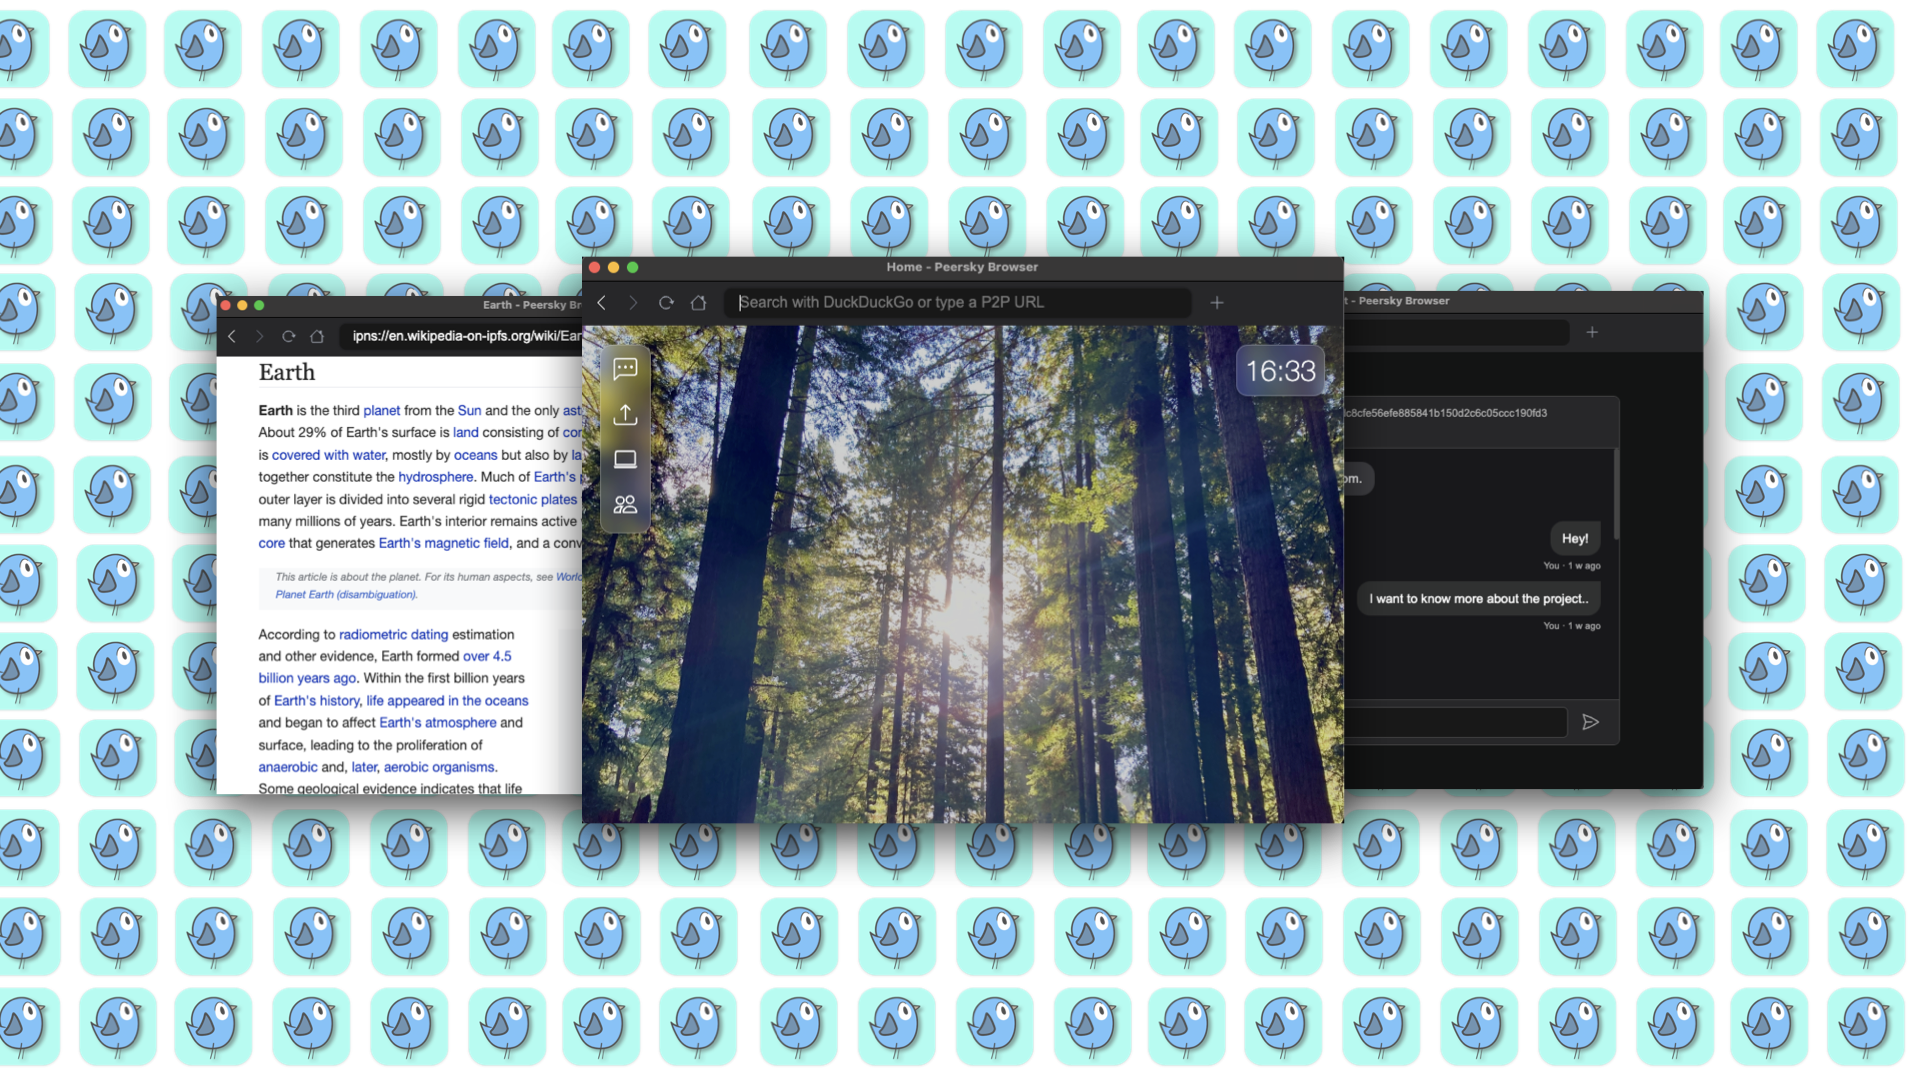 Home - Peersky Browser
Search with DuckDuckGo or type a P2P URL
16:33
Earth - Peersky Br
ipns://en.wikipedia-on-ipfs.org/wiki/Ear
Earth
Earth is the third planet from the Sun and the only ast
About 29% of Earth's surface is land consisting of con
is covered with water, mostly by oceans but also by la
together constitute the hydrosphere. Much of Earth's
outer layer is divided into several rigid tectonic plates
many millions of years. Earth's interior remains active
core that generates Earth's magnetic field, and a conv
This article is about the planet. For its human aspects, see World
Planet Earth (disambiguation).
According to radiometric dating estimation
and other evidence, Earth formed over 4.5
billion years ago. Within the first billion years
of Earth's history, life appeared in the oceans
and began to affect Earth's atmosphere and
surface, leading to the proliferation of
anaerobic and, later, aerobic organisms.
Some geological evidence indicates that life
t - Peersky Browser
lc8cfe56efe885841b150d2c6c05ccc190fd3
om.
Hey!
You · 1 w ago
I want to know more about the project..
You · 1 w ago